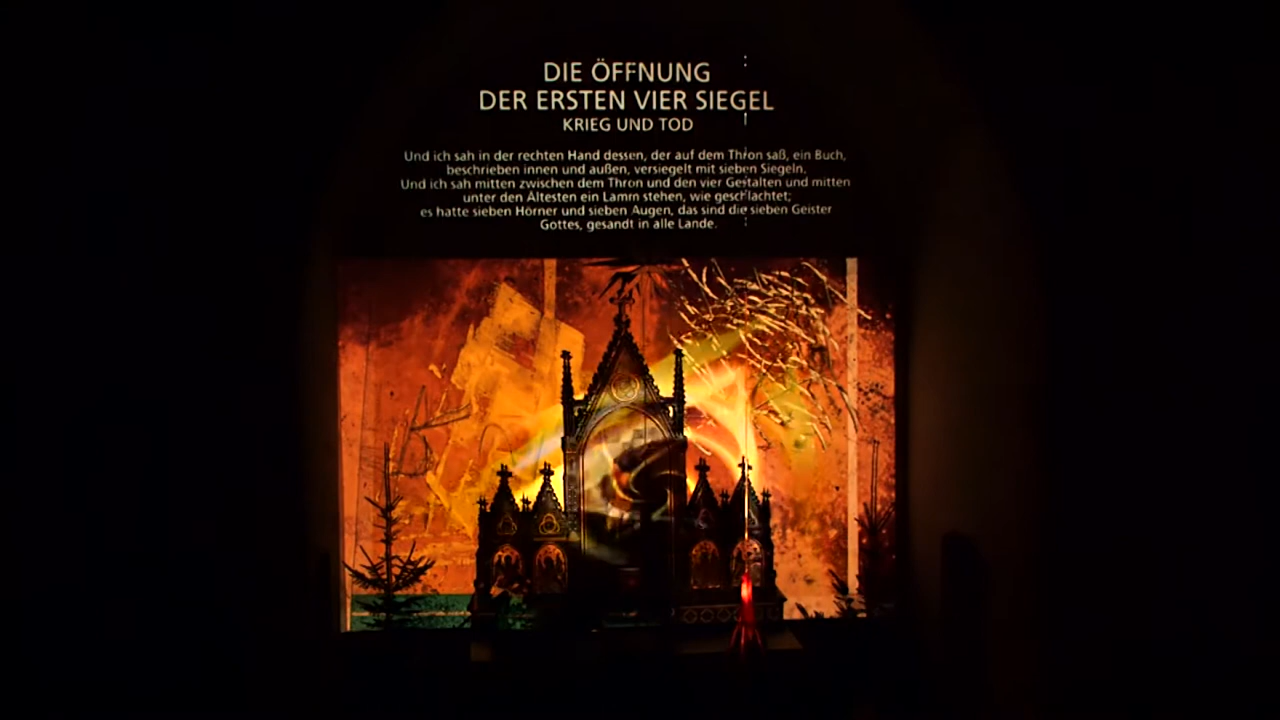 DIE ÖFFNUNG
DER ERSTEN VIER SIEGEL
KRIEG UND TOD
Und ich sah in der rechten Hand dessen, der auf dem Thron saß, ein Buch,
beschrieben innen und außen, versiegelt mit sieben Siegeln.
Und ich sah mitten zwischen dem Thron und den vier Gestalten und mitten
unter den Ältesten ein Lamm stehen, wie geschlachtet;
es hatte sieben Hörner und sieben Augen, das sind die sieben Geister
Gottes, gesandt in alle Lande.